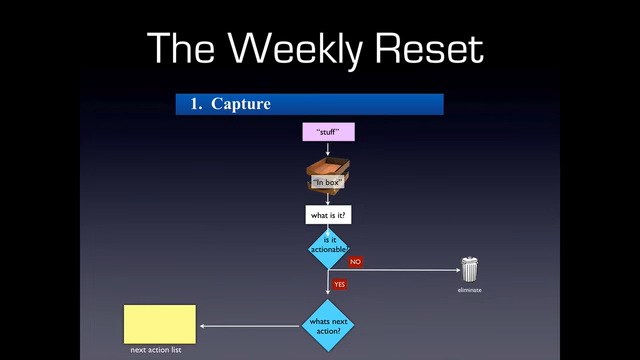 The Weekly Reset
1. Capture
“stuff”
“In box”
what is it?
is it
actionable?
NO
YES
eliminate
whats next
action?
next action list